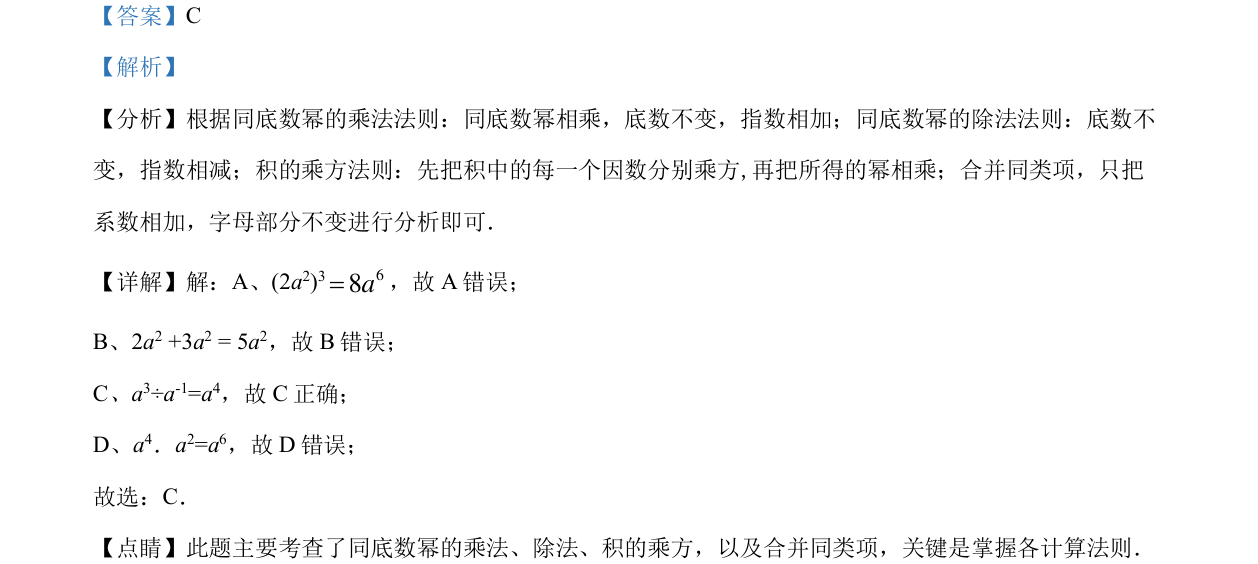 【答案】C
【解析】
【分析】根据同底数幂的乘法法则：同底数幂相乘，底数不变，指数相加；同底数幂的除法法则：底数不
变，指数相减；积的乘方法则：先把积中的每一个因数分别乘方,再把所得的幂相乘；合并同类项，只把
系数相加，字母部分不变进行分析即可．
【详解】解：A、(2a²)³=8a⁶，故 A 错误；
B、2a² +3a² = 5a²，故 B 错误；
C、a³÷a⁻¹=a⁴，故 C 正确；
D、a⁴．a²=a⁶，故 D 错误；
故选：C．
【点睛】此题主要考查了同底数幂的乘法、除法、积的乘方，以及合并同类项，关键是掌握各计算法则．